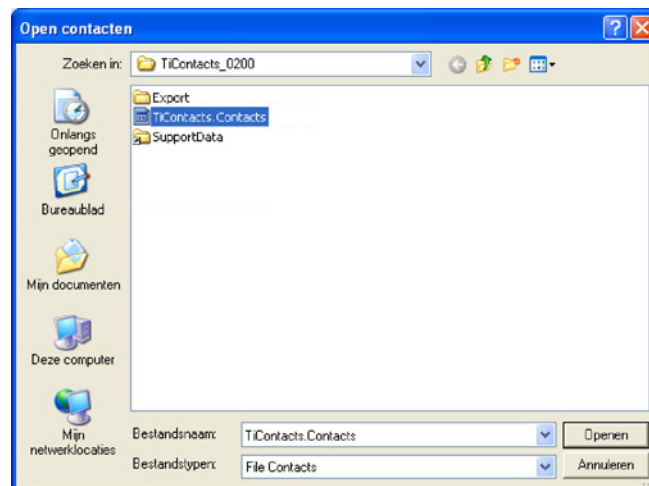 Open contacten
Zoeken in: TiContacts_0200
Export
TiContacts.Contacts
SupportData
Onlangs
geopend
Bureaublad
Mijn documenten
Deze computer
Mijn
netwerklocaties
Bestandsnaam: TiContacts.Contacts Openen
Bestandstypen: File Contacts Annuleren